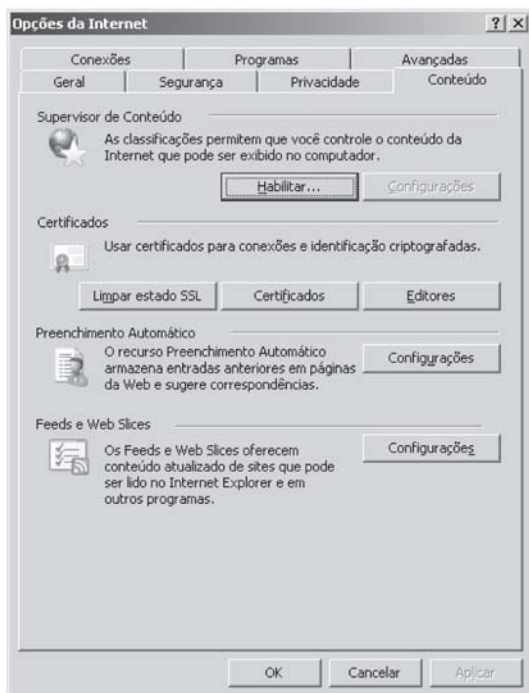 Opções da Internet
Conexões Programas Avançadas
Geral Segurança Privacidade Conteúdo
Supervisor de Conteúdo
As classificações permitem que você controle o conteúdo da
Internet que pode ser exibido no computador.
Habilitar... Configurações
Certificados
Usar certificados para conexões e identificação criptografadas.
Limpar estado SSL Certificados Editores
Preenchimento Automático
O recurso Preenchimento Automático
armazena entradas anteriores em páginas
da Web e sugere correspondências.
Configurações
Feeds e Web Slices
Os Feeds e Web Slices oferecem
conteúdo atualizado de sites que pode
ser lido no Internet Explorer e em
outros programas.
Configurações
OK Cancelar Aplicar